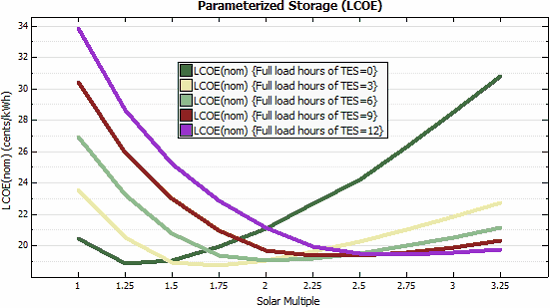 Parameterized Storage (LCOE)
LCOE(nom) (cents/kWh)
34
32
30
28
26
24
22
20
LCOE(nom) {Full load hours of TES=0}
LCOE(nom) {Full load hours of TES=3}
LCOE(nom) {Full load hours of TES=6}
LCOE(nom) {Full load hours of TES=9}
LCOE(nom) {Full load hours of TES=12}
1 1.25 1.5 1.75 2 2.25 2.5 2.75 3 3.25
Solar Multiple